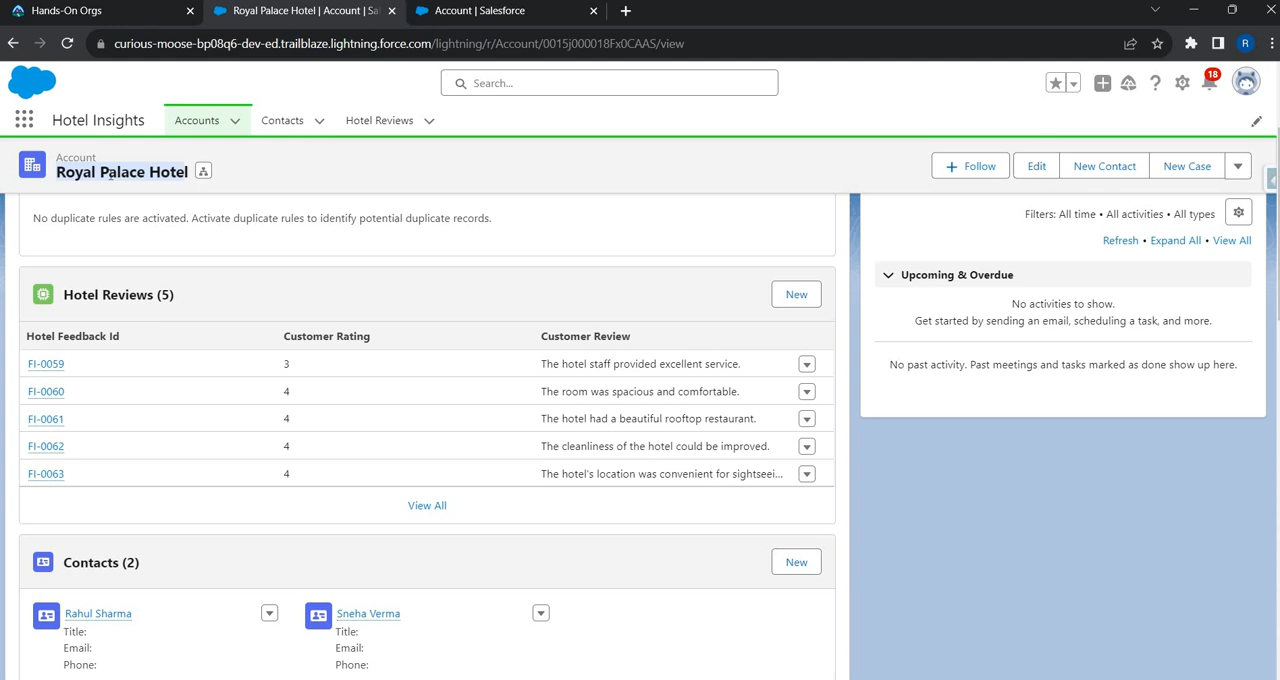 Hands-On Orgs
Royal Palace Hotel | Account | Sal
Account | Salesforce
curious-moose-bp08q6-dev-ed.trailblaze.lightning.force.com/lightning/r/Account/0015j000018Fx0CAAS/view
R
Search...
18
Hotel Insights
Accounts
Contacts
Hotel Reviews
Account
Royal Palace Hotel
Follow
Edit
New Contact
New Case
No duplicate rules are activated. Activate duplicate rules to identify potential duplicate records.
Filters: All time • All activities • All types
Refresh • Expand All • View All
Upcoming & Overdue
No activities to show.
Get started by sending an email, scheduling a task, and more.
No past activity. Past meetings and tasks marked as done show up here.
Hotel Reviews (5)
New
Hotel Feedback Id Customer Rating Customer Review
FI-0059 3 The hotel staff provided excellent service.
FI-0060 4 The room was spacious and comfortable.
FI-0061 4 The hotel had a beautiful rooftop restaurant.
FI-0062 4 The cleanliness of the hotel could be improved.
FI-0063 4 The hotel's location was convenient for sightseei...
View All
Contacts (2)
New
Rahul Sharma
Title:
Email:
Phone:
Sneha Verma
Title:
Email:
Phone: